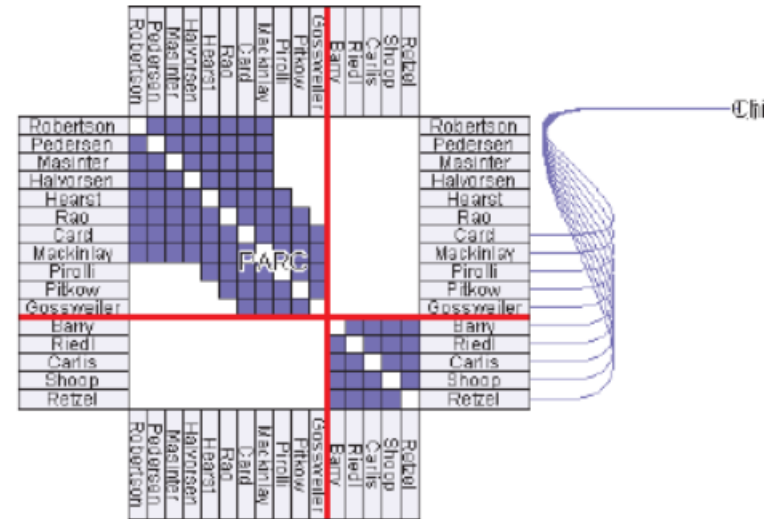 Robertson
Pedersen
Masinter
Halvorsen
Hearst
Rao
Card
Mackinlay
Pirolli
Pitkow
Gossweiler
Barry
Riedl
Carlis
Shoop
Retzel
Robertson Robertson
Pedersen Pedersen
Masinter Masinter
Halvorsen Halvorsen
Hearst Hearst
Rao Rao
Card Card
Mackinlay Mackinlay
Pirolli Pirolli
Pitkow Pitkow
Gossweiler Gossweiler
Barry Barry
Riedl Riedl
Carlis Carlis
Shoop Shoop
Retzel Retzel
PARC
Chi
Robertson
Pedersen
Masinter
Halvorsen
Hearst
Rao
Card
Mackinlay
Pirolli
Pitkow
Gossweiler
Barry
Riedl
Carlis
Shoop
Retzel